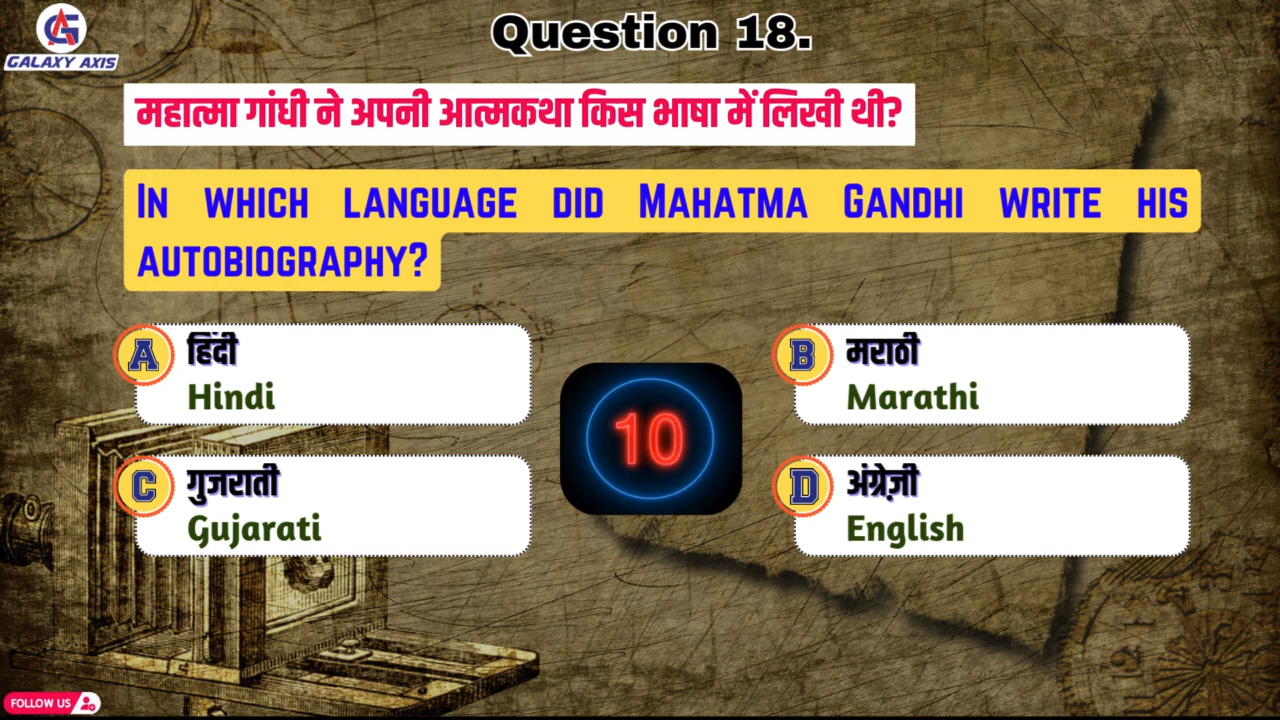 GALAXY AXIS
Question 18.
महात्मा गांधी ने अपनी आत्मकथा किस भाषा में लिखी थी?
In which language did Mahatma Gandhi write his
autobiography?
A
हिंदी
Hindi
B
मराठी
Marathi
10
C
गुजराती
Gujarati
D
अंग्रेज़ी
English
FOLLOW US